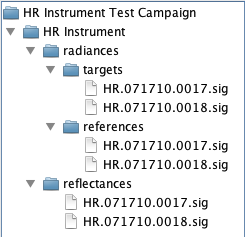 HR Instrument Test Campaign
HR Instrument
radiances
targets
HR.071710.0017.sig
HR.071710.0018.sig
references
HR.071710.0017.sig
HR.071710.0018.sig
reflectances
HR.071710.0017.sig
HR.071710.0018.sig